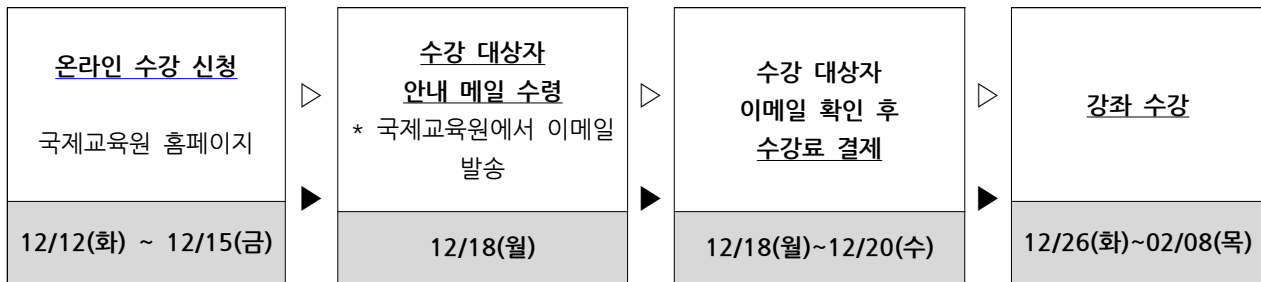 온라인 수강 신청
국제교육원 홈페이지
12/12(화) ~ 12/15(금)
▷
▶
수강 대상자
안내 메일 수령
* 국제교육원에서 이메일
발송
12/18(월)
▷
▶
수강 대상자
이메일 확인 후
수강료 결제
12/18(월)~12/20(수)
▷
▶
강좌 수강
12/26(화)~02/08(목)